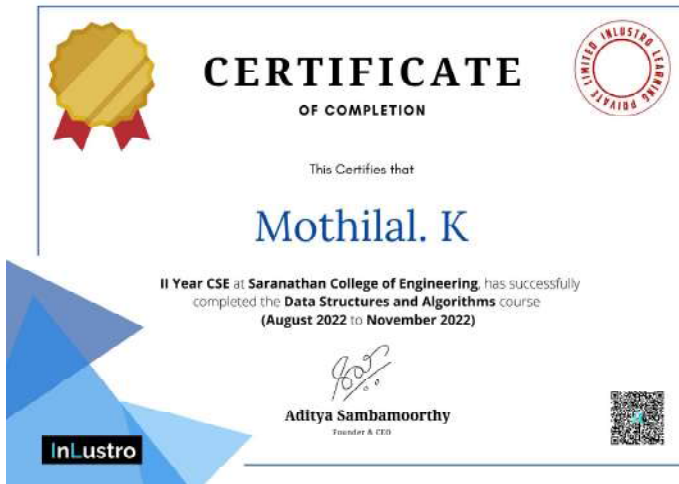 CERTIFICATE
INLUSTRO LEARNING PRIVATE LIMITED
OF COMPLETION
This Certifies that
Mothilal. K
II Year CSE at Saranathan College of Engineering, has successfully
completed the Data Structures and Algorithms course
(August 2022 to November 2022)
Aditya Sambamoorthy
Founder & CEO
InLustro